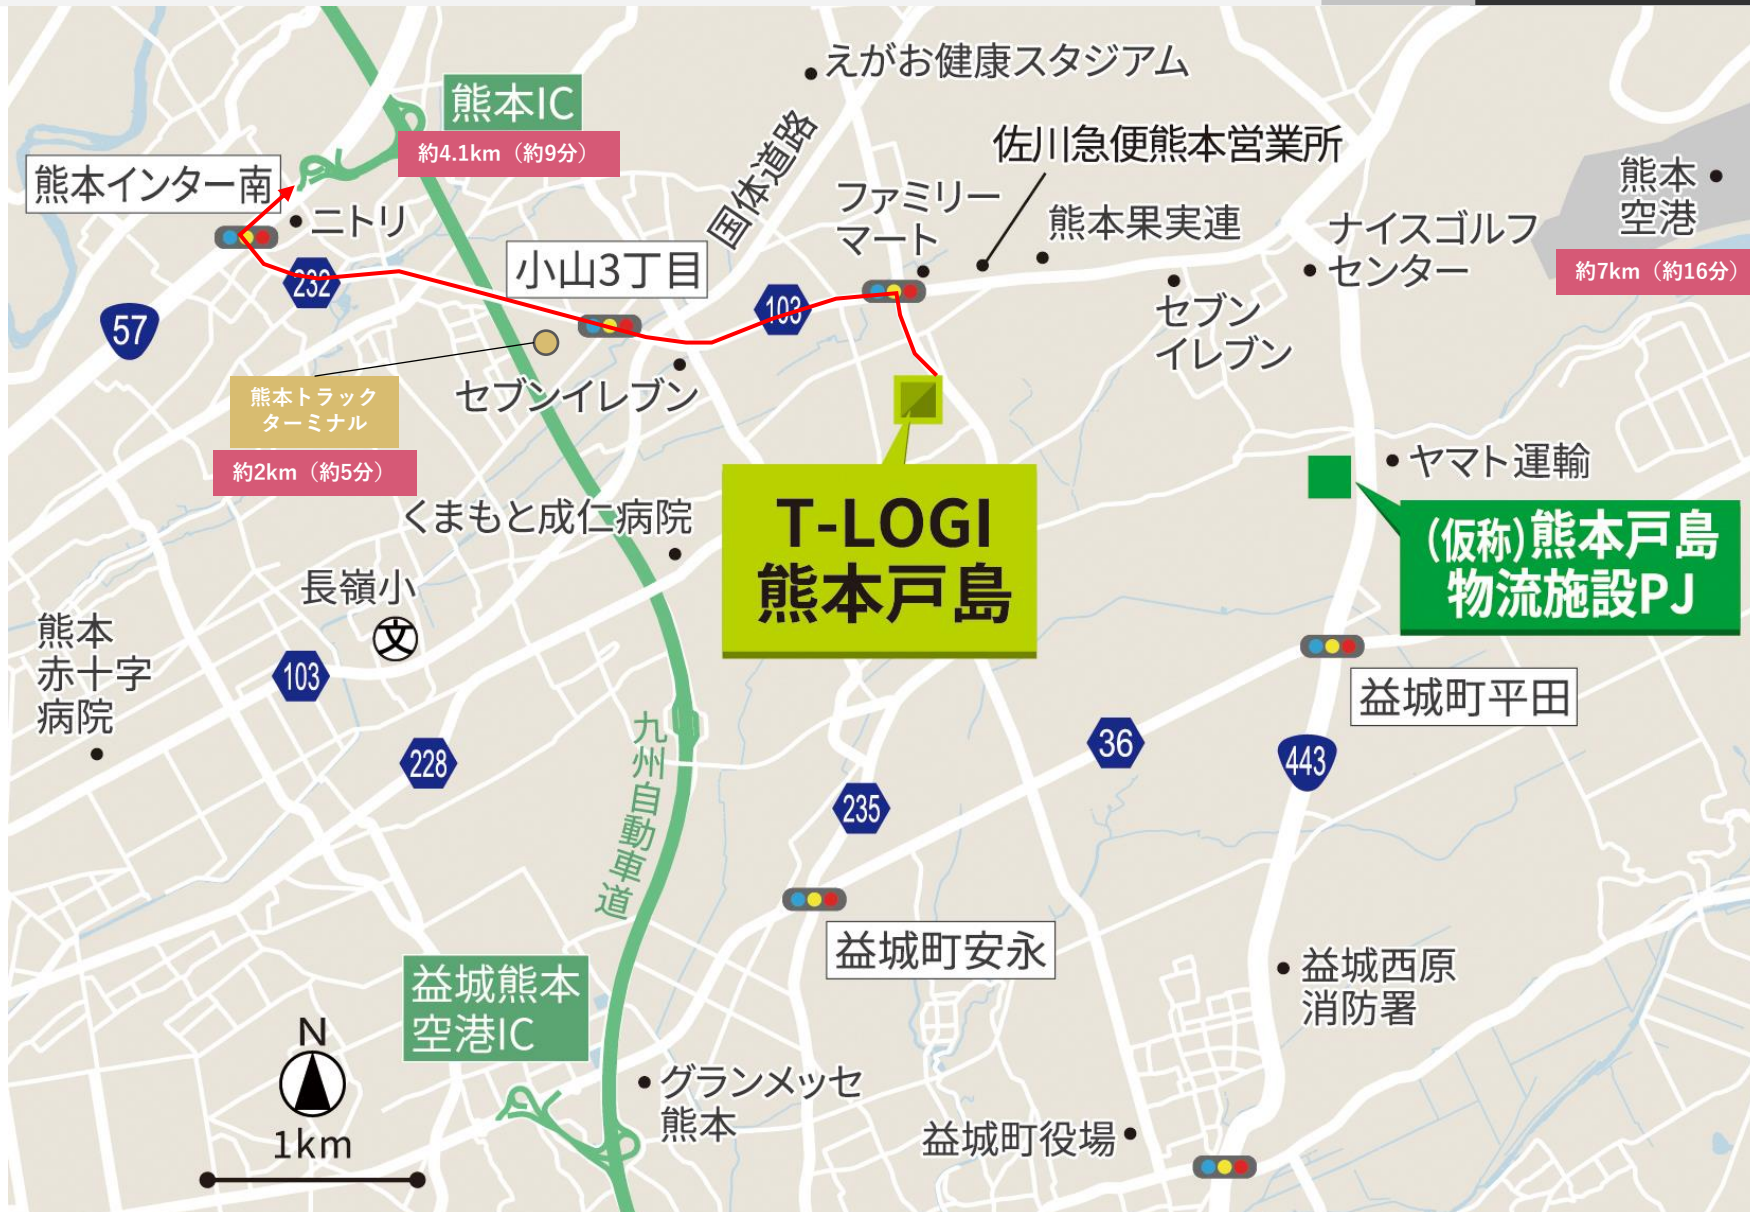 えがお健康スタジアム
熊本IC
約4.1km（約9分）
国体道路
佐川急便熊本営業所
熊本インター南
ニトリ
ファミリー
マート
熊本果実連
ナイスゴルフ
センター
熊本
空港
約7km（約16分）
小山3丁目
232
103
57
セブン
イレブン
熊本トラック
ターミナル
約2km（約5分）
セブンイレブン
ヤマト運輸
くまもと成仁病院
T-LOGI
熊本戸島
(仮称)熊本戸島
物流施設PJ
長嶺小
文
熊本
赤十字
病院
103
228
九州自動車道
235
36
443
益城町平田
益城町安永
益城熊本
空港IC
益城西原
消防署
N
1km
グランメッセ
熊本
益城町役場